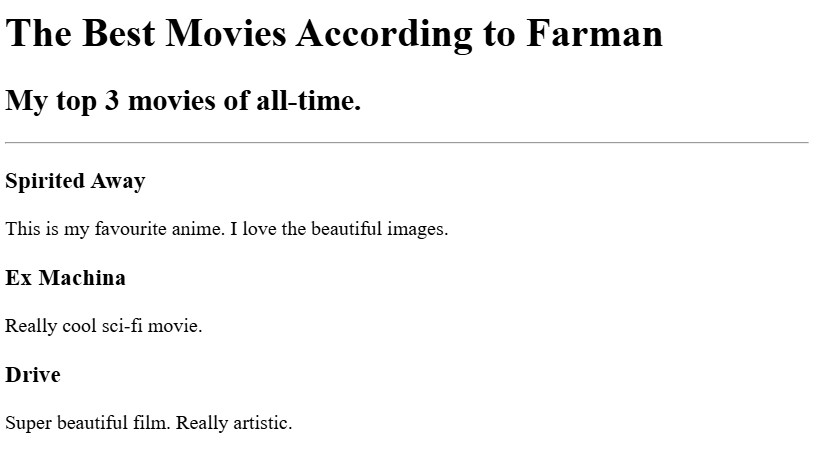 The Best Movies According to Farman
My top 3 movies of all-time.
Spirited Away
This is my favourite anime. I love the beautiful images.
Ex Machina
Really cool sci-fi movie.
Drive
Super beautiful film. Really artistic.